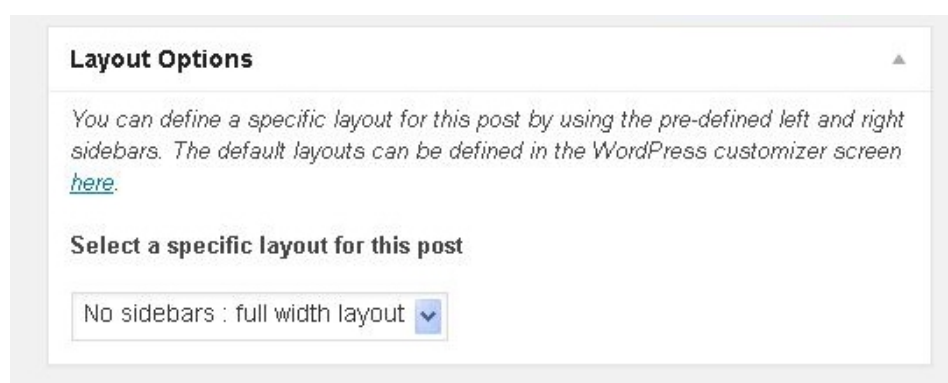 Layout Options
You can define a specific layout for this post by using the pre-defined left and right
sidebars. The default layouts can be defined in the WordPress customizer screen
here.
Select a specific layout for this post
No sidebars : full width layout